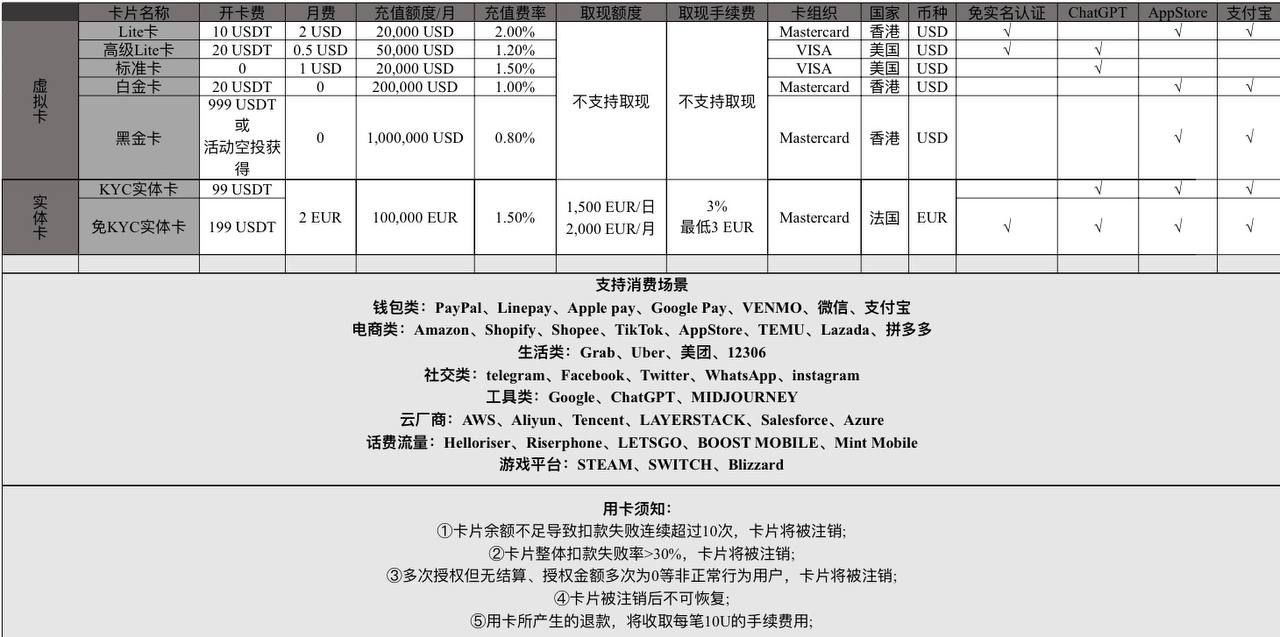 卡片名称 开卡费 月费 充值额度/月 充值费率 取现额度 取现手续费 卡组织 国家 币种 免实名认证 ChatGPT AppStore 支付宝
虚拟卡
Lite卡 10 USDT 2 USD 20,000 USD 2.00% Mastercard 香港 USD √ √ √
高级Lite卡 20 USDT 0.5 USD 50,000 USD 1.20% VISA 美国 USD √ √
标准卡 0 1 USD 20,000 USD 1.50% VISA 美国 USD √
白金卡 20 USDT 0 200,000 USD 1.00% 不支持取现 不支持取现 Mastercard 香港 USD √ √
999 USDT
或
黑金卡 活动空投获 0 1,000,000 USD 0.80% Mastercard 香港 USD √ √
得
实体卡
KYC实体卡 99 USDT √ √ √
2 EUR 100,000 EUR 1.50% 1,500 EUR/日 3% Mastercard 法国 EUR
免KYC实体卡 199 USDT 2,000 EUR/月 最低3 EUR √ √ √ √
支持消费场景
钱包类：PayPal、Linepay、Apple pay、Google Pay、VENMO、微信、支付宝
电商类：Amazon、Shopify、Shopee、TikTok、AppStore、TEMU、Lazada、拼多多
生活类：Grab、Uber、美团、12306
社交类：telegram、Facebook、Twitter、WhatsApp、instagram
工具类：Google、ChatGPT、MIDJOURNEY
云厂商：AWS、Aliyun、Tencent、LAYERSTACK、Salesforce、Azure
话费流量：Helloriser、Riserphone、LETSGO、BOOST MOBILE、Mint Mobile
游戏平台：STEAM、SWITCH、Blizzard
用卡须知：
①卡片余额不足导致扣款失败连续超过10次，卡片将被注销;
②卡片整体扣款失败率>30%，卡片将被注销;
③多次授权但无结算、授权金额多次为0等非正常行为用户，卡片将被注销;
④卡片被注销后不可恢复;
⑤用卡所产生的退款，将收取每笔10U的手续费用;